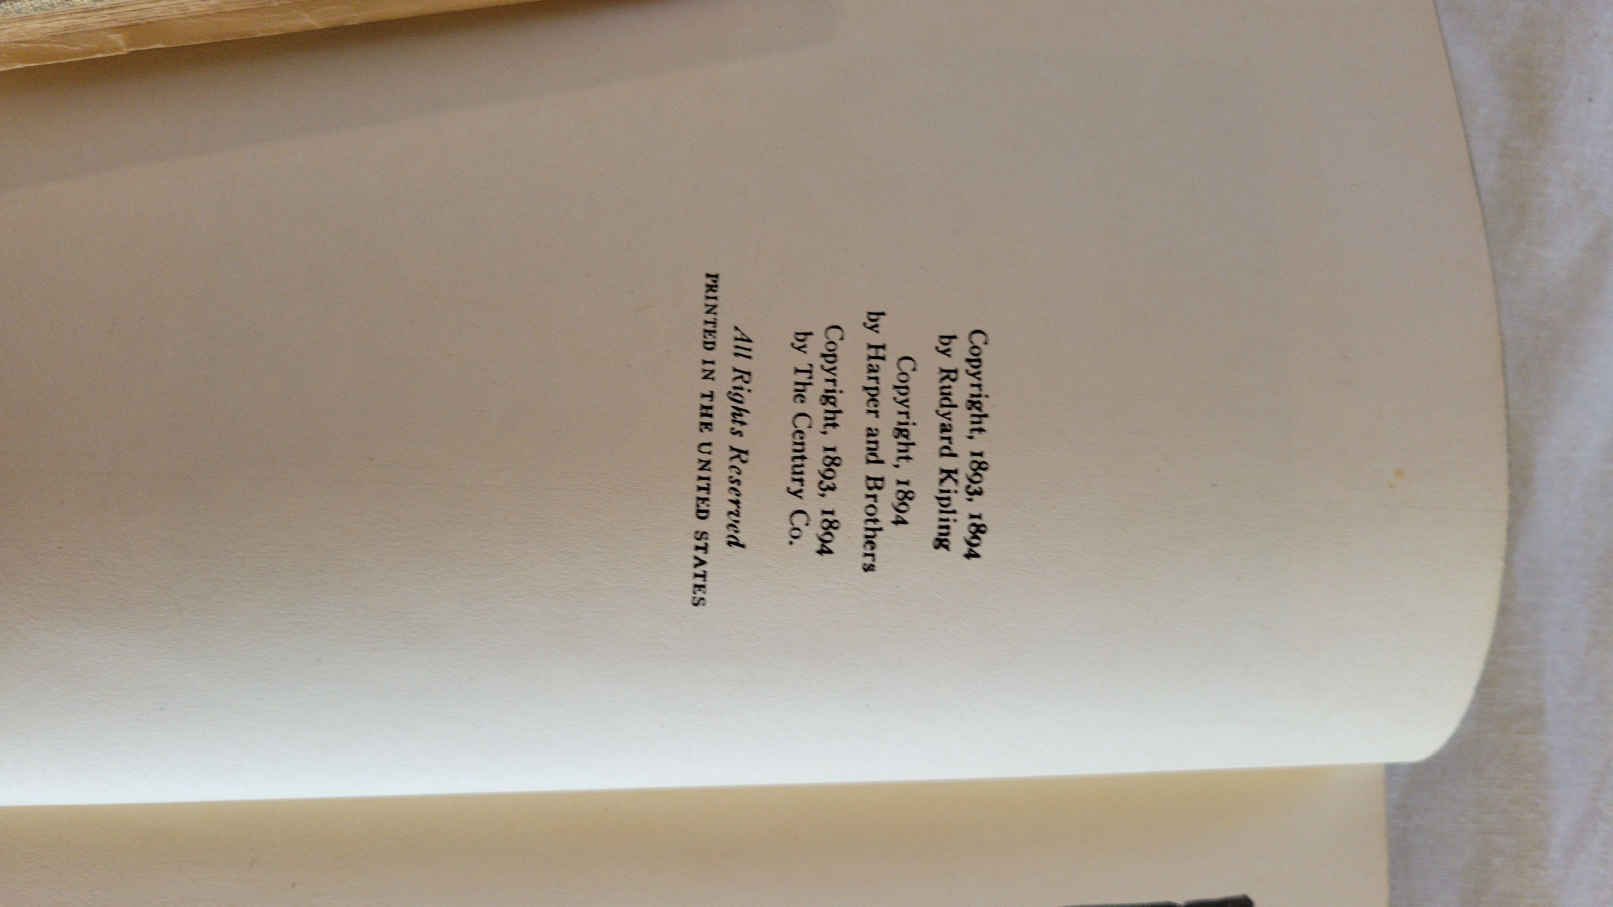 Copyright, 1893, 1894
by Rudyard Kipling
Copyright, 1894
by Harper and Brothers
Copyright, 1893, 1894
by The Century Co.
All Rights Reserved
PRINTED IN THE UNITED STATES